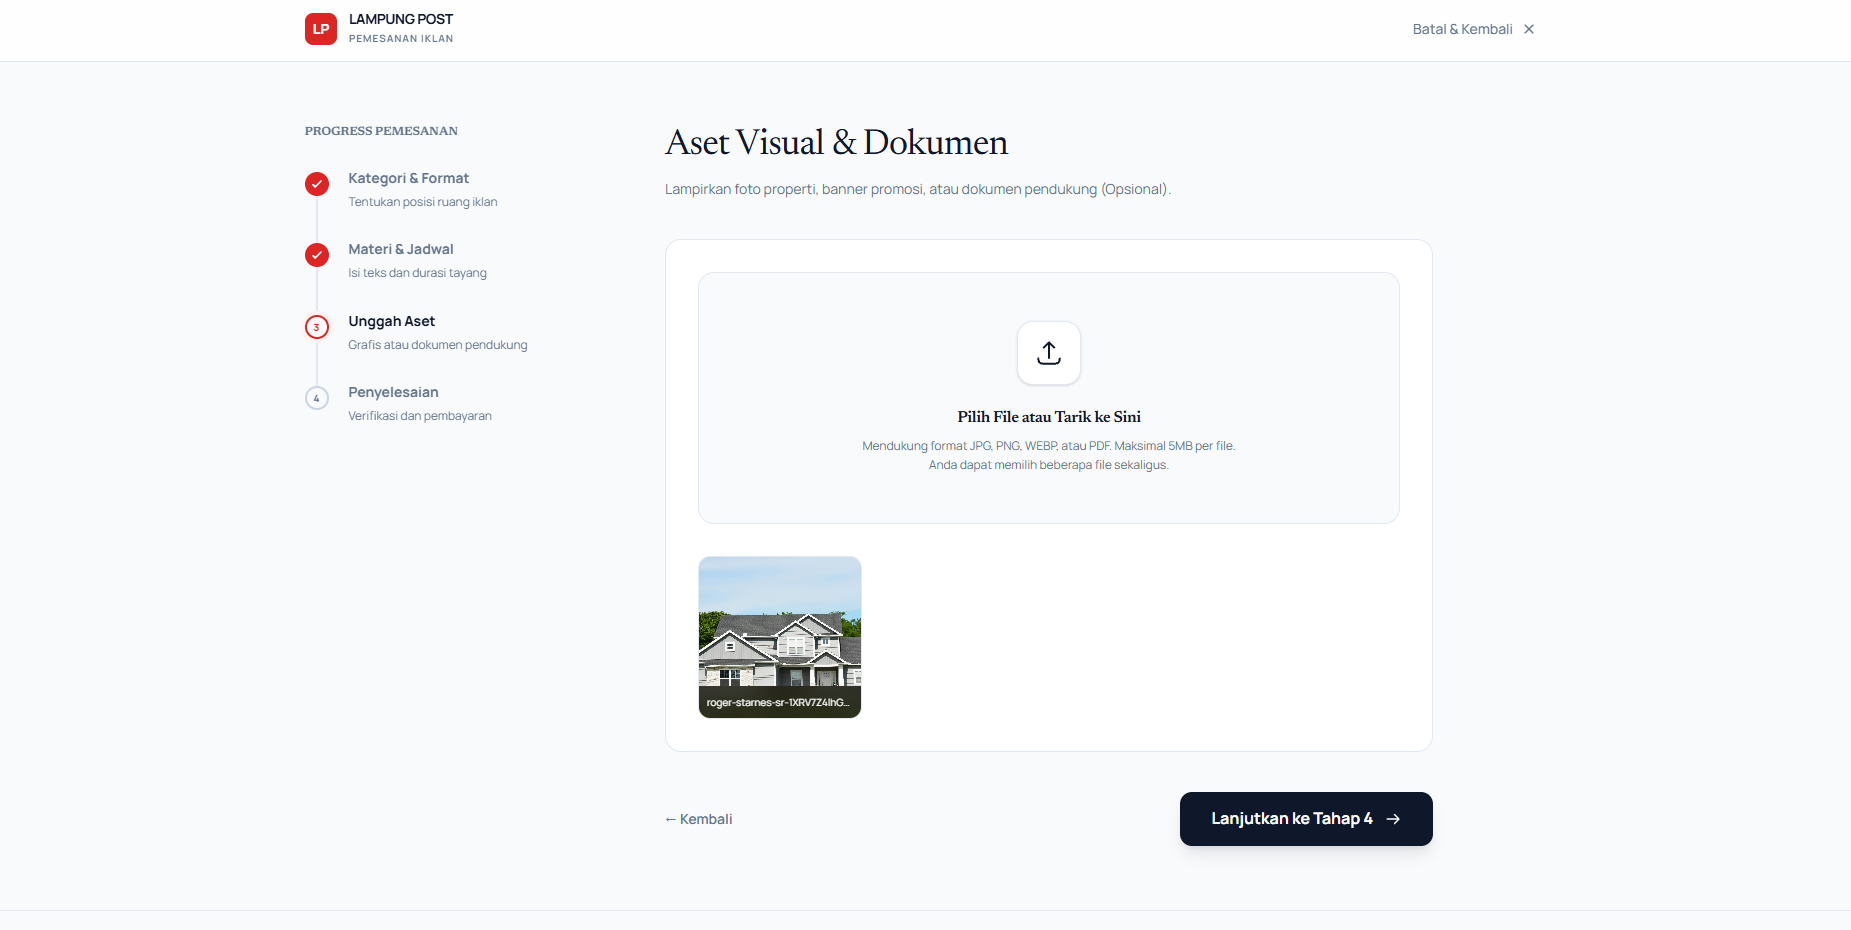 LP
LAMPUNG POST
PEMESANAN IKLAN
Batal & Kembali
PROGRESS PEMESANAN
Kategori & Format
Tentukan posisi ruang iklan
Materi & Jadwal
Isi teks dan durasi tayang
3
Unggah Aset
Grafis atau dokumen pendukung
4
Penyelesaian
Verifikasi dan pembayaran
Aset Visual & Dokumen
Lampirkan foto properti, banner promosi, atau dokumen pendukung (Opsional).
Pilih File atau Tarik ke Sini
Mendukung format JPG, PNG, WEBP, atau PDF. Maksimal 5MB per file.
Anda dapat memilih beberapa file sekaligus.
roger-starnes-sr-1XRV7Z4lhG...
← Kembali
Lanjutkan ke Tahap 4 →